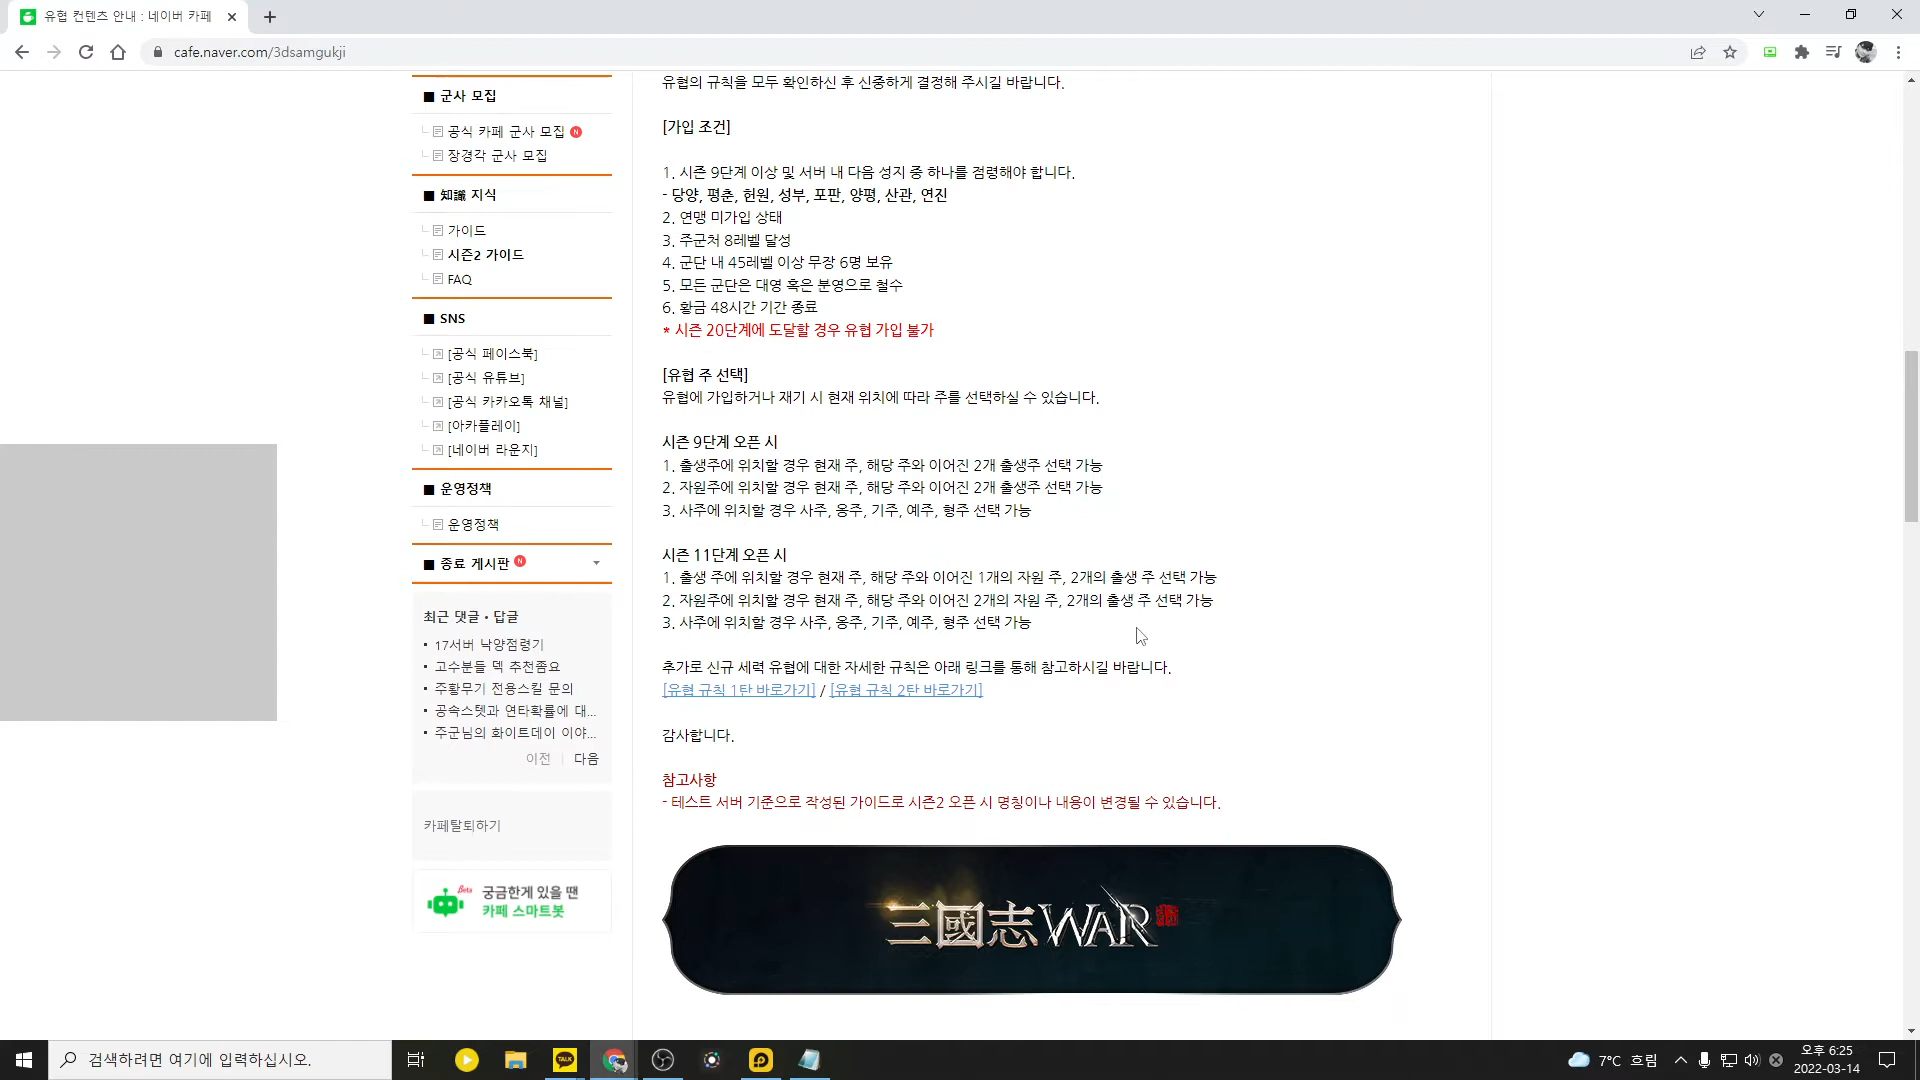 유협 컨텐츠 안내 : 네이버 카페
cafe.naver.com/3dsamgukji
■ 군사 모집
공식 카페 군사 모집 N
장경각 군사 모집
■ 知識 지식
가이드
시즌2 가이드
FAQ
■ SNS
[공식 페이스북]
[공식 유튜브]
[공식 카카오톡 채널]
[아카플레이]
[네이버 라운지]
■ 운영정책
운영정책
■ 종료 게시판 N
최근 댓글・답글
• 17서버 낙양점령기
• 고수분들 덱 추천좀요
• 주황무기 전용스킬 문의
• 공속스텟과 연타확률에 대...
• 주군님의 화이트데이 이야...
이전 | 다음
카페탈퇴하기
Beta 궁금한게 있을 땐
카페 스마트봇
유협의 규칙을 모두 확인하신 후 신중하게 결정해 주시길 바랍니다.
[가입 조건]
1. 시즌 9단계 이상 및 서버 내 다음 성지 중 하나를 점령해야 합니다.
- 당양, 평춘, 헌원, 성부, 포판, 양평, 산관, 연진
2. 연맹 미가입 상태
3. 주군처 8레벨 달성
4. 군단 내 45레벨 이상 무장 6명 보유
5. 모든 군단은 대영 혹은 분영으로 철수
6. 황금 48시간 기간 종료
* 시즌 20단계에 도달할 경우 유협 가입 불가
[유협 주 선택]
유협에 가입하거나 재기 시 현재 위치에 따라 주를 선택하실 수 있습니다.
시즌 9단계 오픈 시
1. 출생주에 위치할 경우 현재 주, 해당 주와 이어진 2개 출생주 선택 가능
2. 자원주에 위치할 경우 현재 주, 해당 주와 이어진 2개 출생주 선택 가능
3. 사주에 위치할 경우 사주, 옹주, 기주, 예주, 형주 선택 가능
시즌 11단계 오픈 시
1. 출생 주에 위치할 경우 현재 주, 해당 주와 이어진 1개의 자원 주, 2개의 출생 주 선택 가능
2. 자원주에 위치할 경우 현재 주, 해당 주와 이어진 2개의 자원 주, 2개의 출생 주 선택 가능
3. 사주에 위치할 경우 사주, 옹주, 기주, 예주, 형주 선택 가능
추가로 신규 세력 유협에 대한 자세한 규칙은 아래 링크를 통해 참고하시길 바랍니다.
[유협 규칙 1탄 바로가기] / [유협 규칙 2탄 바로가기]
감사합니다.
참고사항
- 테스트 서버 기준으로 작성된 가이드로 시즌2 오픈 시 명칭이나 내용이 변경될 수 있습니다.
三國志WAR
검색하려면 여기에 입력하십시오.
TALK
7°C 흐림
오후 6:25
2022-03-14